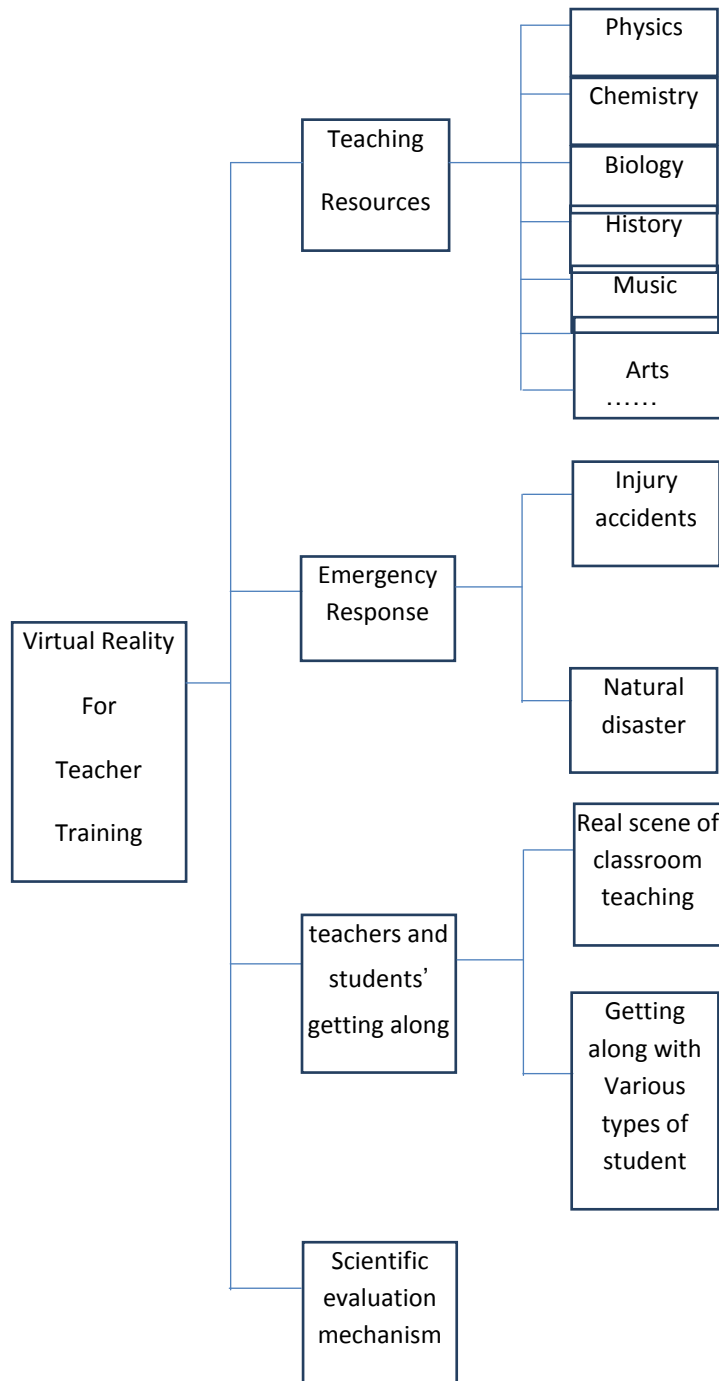 Physics
Chemistry
Biology
History
Music
Arts
……
Teaching
Resources
Injury
accidents
Emergency
Response
Natural
disaster
Virtual Reality
For
Teacher
Training
Real scene of
classroom
teaching
teachers and
students’
getting along
Getting
along with
Various
types of
student
Scientific
evaluation
mechanism